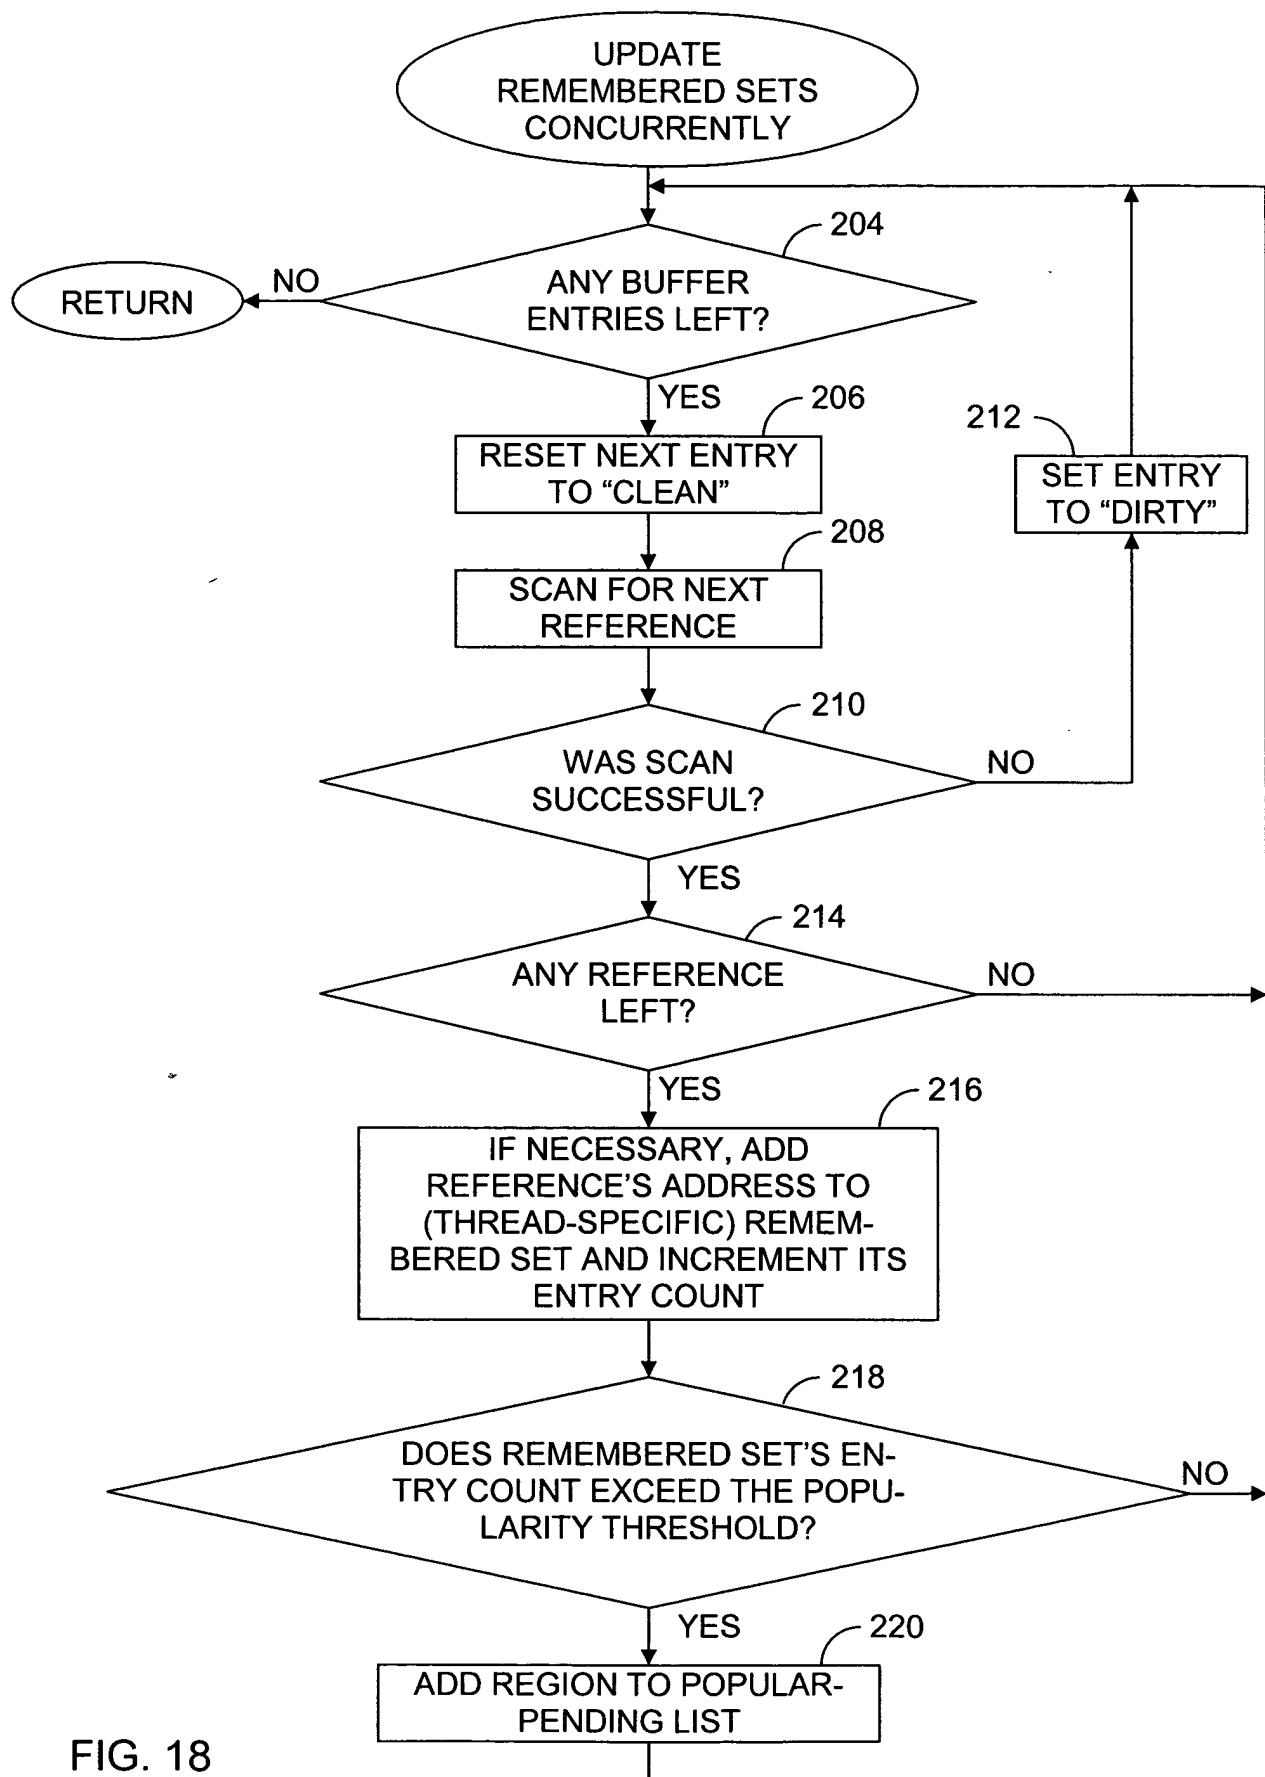 UPDATE
REMEMBERED SETS
CONCURRENTLY
204
NO
RETURN
ANY BUFFER
ENTRIES LEFT?
YES
206
212
RESET NEXT ENTRY
TO “CLEAN”
SET ENTRY
TO “DIRTY”
208
SCAN FOR NEXT
REFERENCE
210
WAS SCAN
SUCCESSFUL?
NO
YES
214
ANY REFERENCE
LEFT?
NO
YES
216
IF NECESSARY, ADD
REFERENCE’S ADDRESS TO
(THREAD-SPECIFIC) REMEM-
BERED SET AND INCREMENT ITS
ENTRY COUNT
218
DOES REMEMBERED SET’S EN-
TRY COUNT EXCEED THE POPU-
LARITY THRESHOLD?
NO
YES
220
ADD REGION TO POPULAR-
PENDING LIST
FIG. 18